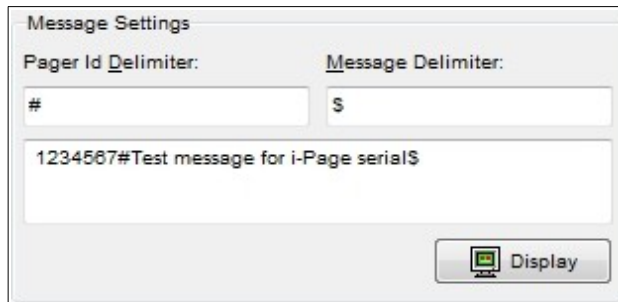 Message Settings
Pager Id Delimiter: Message Delimiter:
# $
1234567#Test message for i-Page serial$
Display